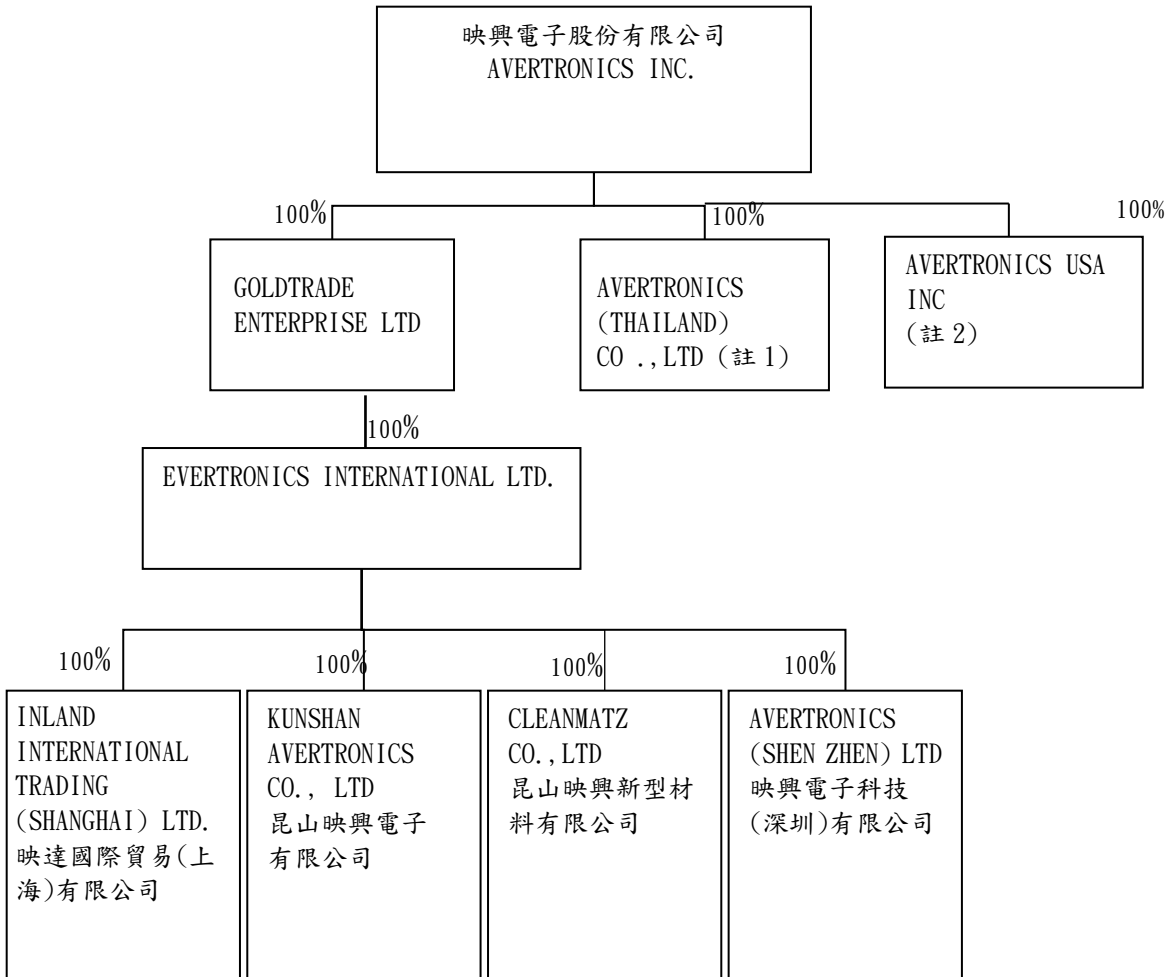 映興電子股份有限公司
AVERTRONICS INC.
100%
100%
100%
GOLDTRADE
ENTERPRISE LTD
AVERTRONICS
(THAILAND)
CO .,LTD (註 1)
AVERTRONICS USA
INC
(註 2)
100%
EVERTRONICS INTERNATIONAL LTD.
100%
100%
100%
100%
INLAND
INTERNATIONAL
TRADING
(SHANGHAI) LTD.
映達國際貿易(上
海)有限公司
KUNSHAN
AVERTRONICS
CO., LTD
昆山映興電子
有限公司
CLEANMATZ
CO.,LTD
昆山映興新型材
料有限公司
AVERTRONICS
(SHEN ZHEN) LTD
映興電子科技
(深圳)有限公司